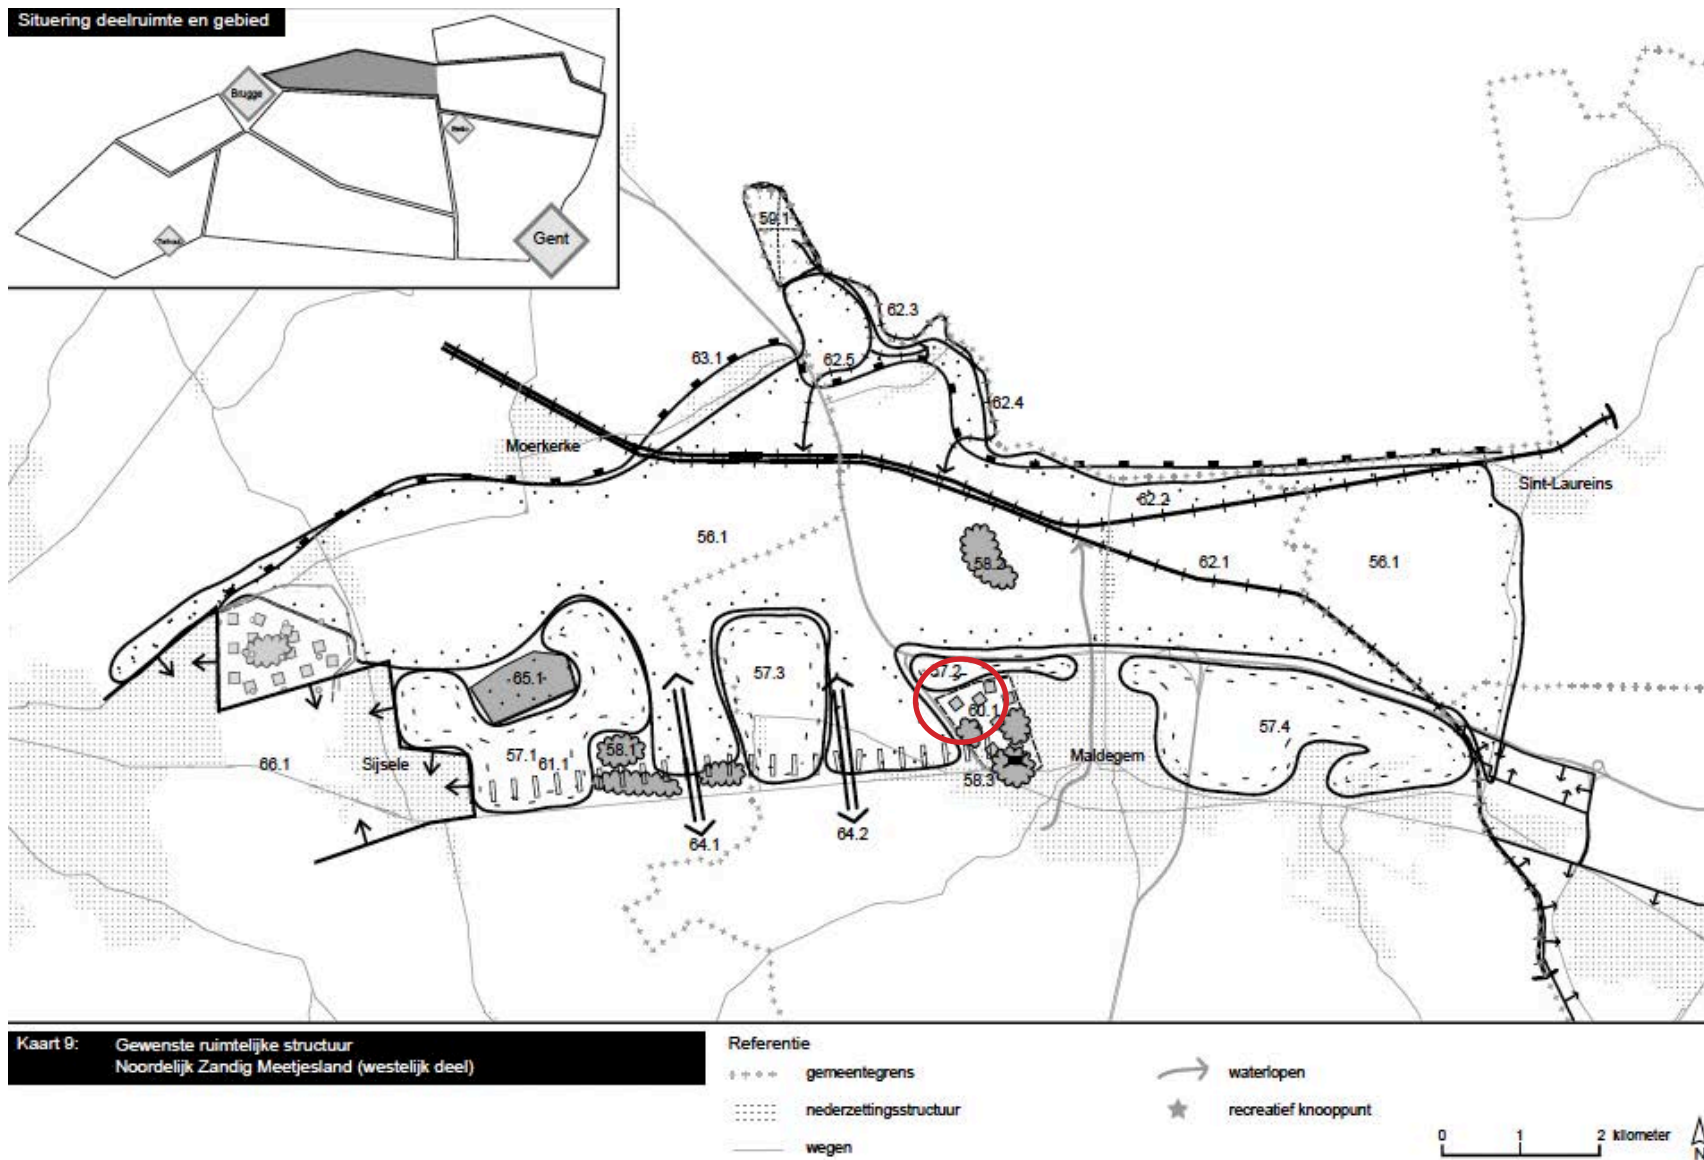 Situering deelruimte en gebied
Brugge
Gent
59.1
62.3
63.1
62.5
62.4
Moerkerke
Sint-Laureins
62.2
56.1
58.2
62.1
56.1
65.1
57.3
57.2
60.1
57.4
66.1
Sijsele
57.1
61.1
58.1
Maldegem
58.3
64.1
64.2
Kaart 9:
Gewenste ruimtelijke structuur
Noordelijk Zandig Meetjesland (westelijk deel)
Referentie
gemeentegrens
waterlopen
nederzettingsstructuur
recreatief knooppunt
wegen
0 1 2 kilometer
N